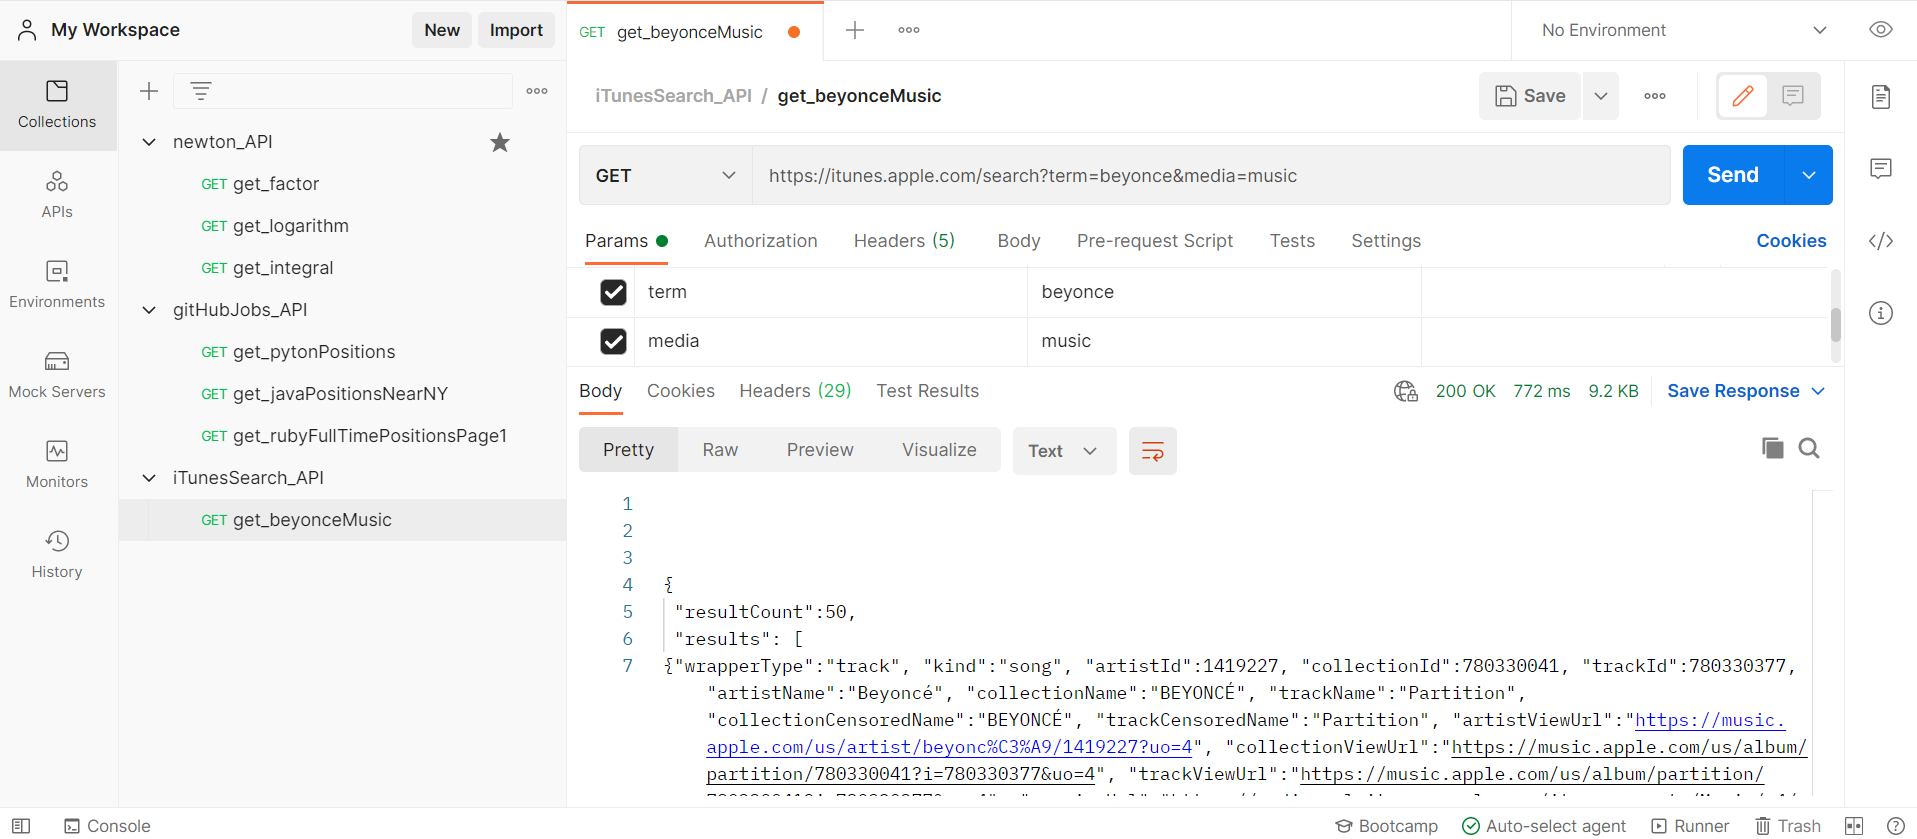 My Workspace
New
Import
GET get_beyonceMusic
No Environment
Collections
APIs
Environments
Mock Servers
Monitors
History
newton_API
GET get_factor
GET get_logarithm
GET get_integral
gitHubJobs_API
GET get_pytonPositions
GET get_javaPositionsNearNY
GET get_rubyFullTimePositionsPage1
iTunesSearch_API
GET get_beyonceMusic
iTunesSearch_API / get_beyonceMusic
Save
GET
https://itunes.apple.com/search?term=beyonce&media=music
Send
Params Authorization Headers (5) Body Pre-request Script Tests Settings Cookies
term beyonce
media music
Body Cookies Headers (29) Test Results 200 OK 772 ms 9.2 KB Save Response
Pretty Raw Preview Visualize Text
1
2
3
4 {
5 "resultCount":50,
6 "results": [
7 {"wrapperType":"track", "kind":"song", "artistId":1419227, "collectionId":780330041, "trackId":780330377,
"artistName":"Beyoncé", "collectionName":"BEYONCÉ", "trackName":"Partition",
"collectionCensoredName":"BEYONCÉ", "trackCensoredName":"Partition", "artistViewUrl":"https://music.
apple.com/us/artist/beyonc%C3%A9/1419227?uo=4", "collectionViewUrl":"https://music.apple.com/us/album/
partition/780330041?i=780330377&uo=4", "trackViewUrl":"https://music.apple.com/us/album/partition/
Console
Bootcamp Auto-select agent Runner Trash